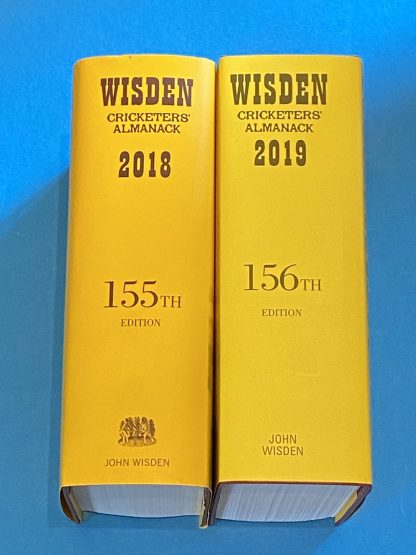 WISDEN
CRICKETERS'
ALMANACK
2018
155TH
EDITION
JOHN WISDEN
WISDEN
CRICKETERS'
ALMANACK
2019
156TH
EDITION
JOHN
WISDEN